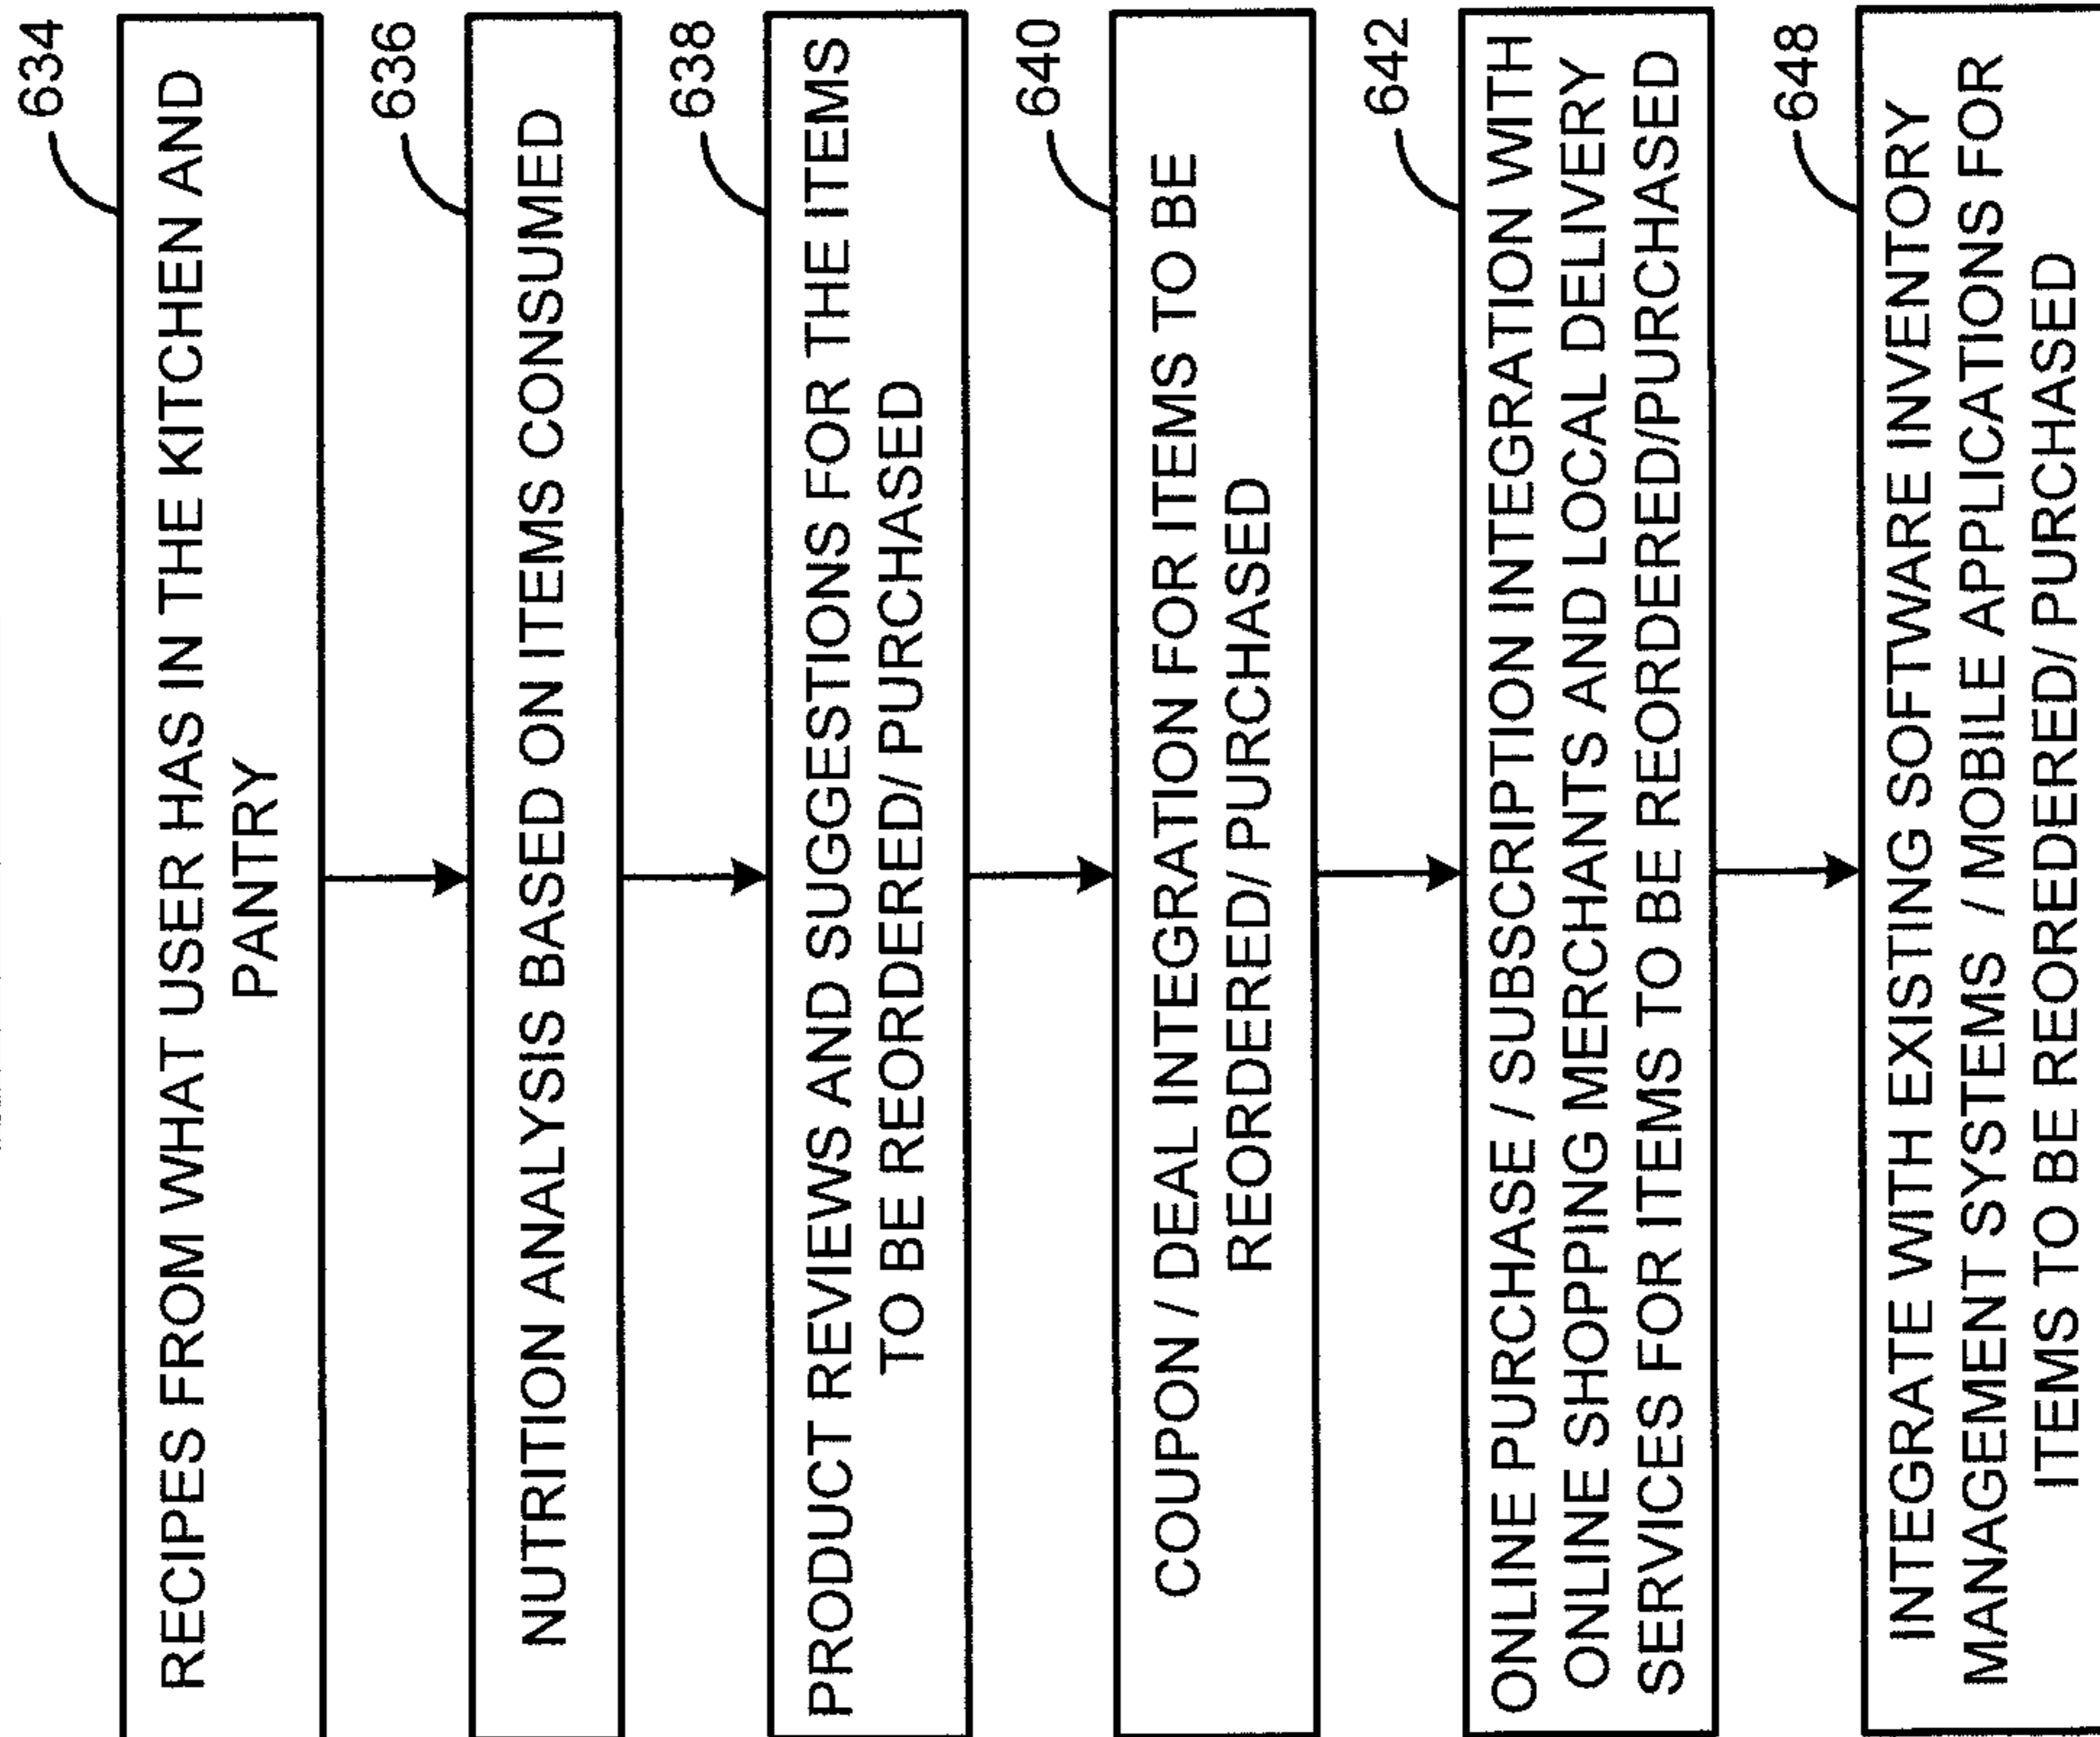 634
RECIPES FROM WHAT USER HAS IN THE KITCHEN AND
PANTRY
636
NUTRITION ANALYSIS BASED ON ITEMS CONSUMED
638
PRODUCT REVIEWS AND SUGGESTIONS FOR THE ITEMS
TO BE REORDERED/ PURCHASED
640
COUPON / DEAL INTEGRATION FOR ITEMS TO BE
REORDERED/ PURCHASED
642
ONLINE PURCHASE / SUBSCRIPTION INTEGRATION WITH
ONLINE SHOPPING MERCHANTS AND LOCAL DELIVERY
SERVICES FOR ITEMS TO BE REORDERED/PURCHASED
648
INTEGRATE WITH EXISTING SOFTWARE INVENTORY
MANAGEMENT SYSTEMS / MOBILE APPLICATIONS FOR
ITEMS TO BE REOREDERED/ PURCHASED